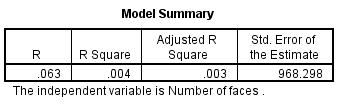 Model Summary
R R Square Adjusted R Square Std. Error of the Estimate
.063 .004 .003 968.298
The independent variable is Number of faces .